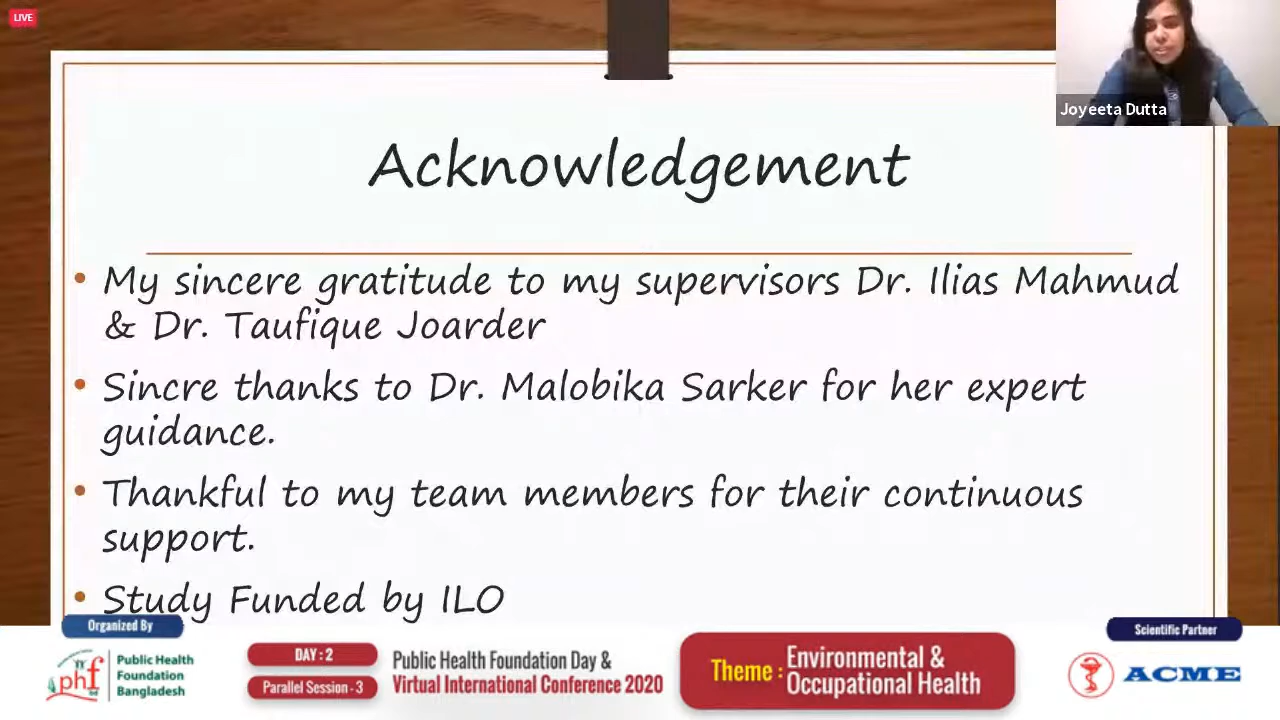 LIVE
Joyeeta Dutta
Acknowledgement
• My sincere gratitude to my supervisors Dr. Ilias Mahmud
& Dr. Taufique Joarder
• Sincre thanks to Dr. Malobika Sarker for her expert
guidance.
• Thankful to my team members for their continuous
support.
• Study Funded by ILO
Organized By
phf
Public Health
Foundation
Bangladesh
DAY : 2
Parallel Session - 3
Public Health Foundation Day &
Virtual International Conference 2020
Theme : Environmental &
Occupational Health
Scientific Partner
ACME